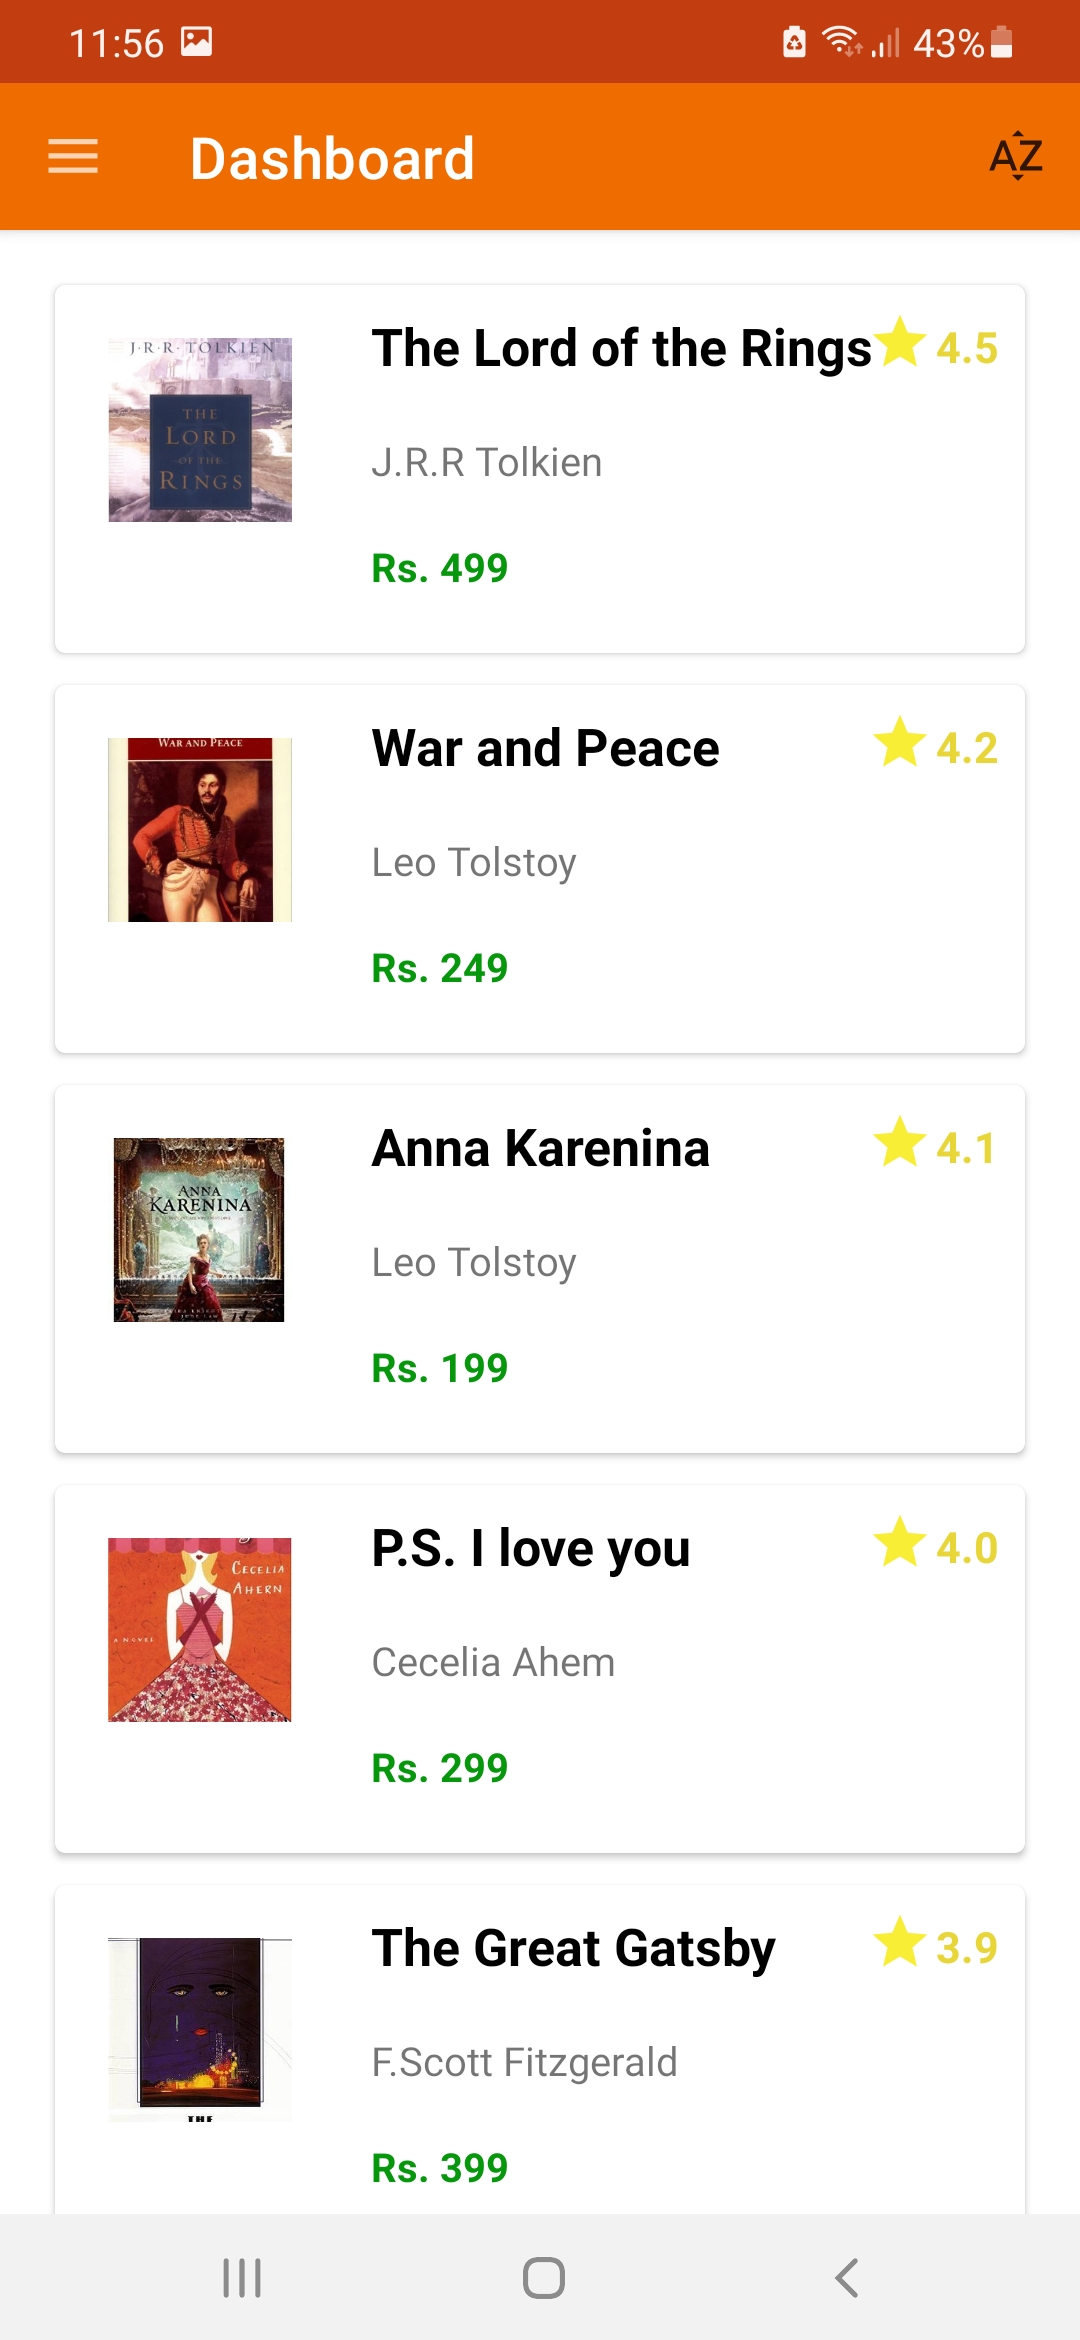 11:56 43%
Dashboard AZ
J·R·R·TOLKIEN
THE
LORD
OF THE
RINGS
The Lord of the Rings 4.5
J.R.R Tolkien
Rs. 499
WAR AND PEACE
War and Peace 4.2
Leo Tolstoy
Rs. 249
ANNA
KARENINA
Anna Karenina 4.1
Leo Tolstoy
Rs. 199
CECELIA
AHERN
A NOVEL
P.S. I love you 4.0
Cecelia Ahem
Rs. 299
THE
The Great Gatsby 3.9
F.Scott Fitzgerald
Rs. 399